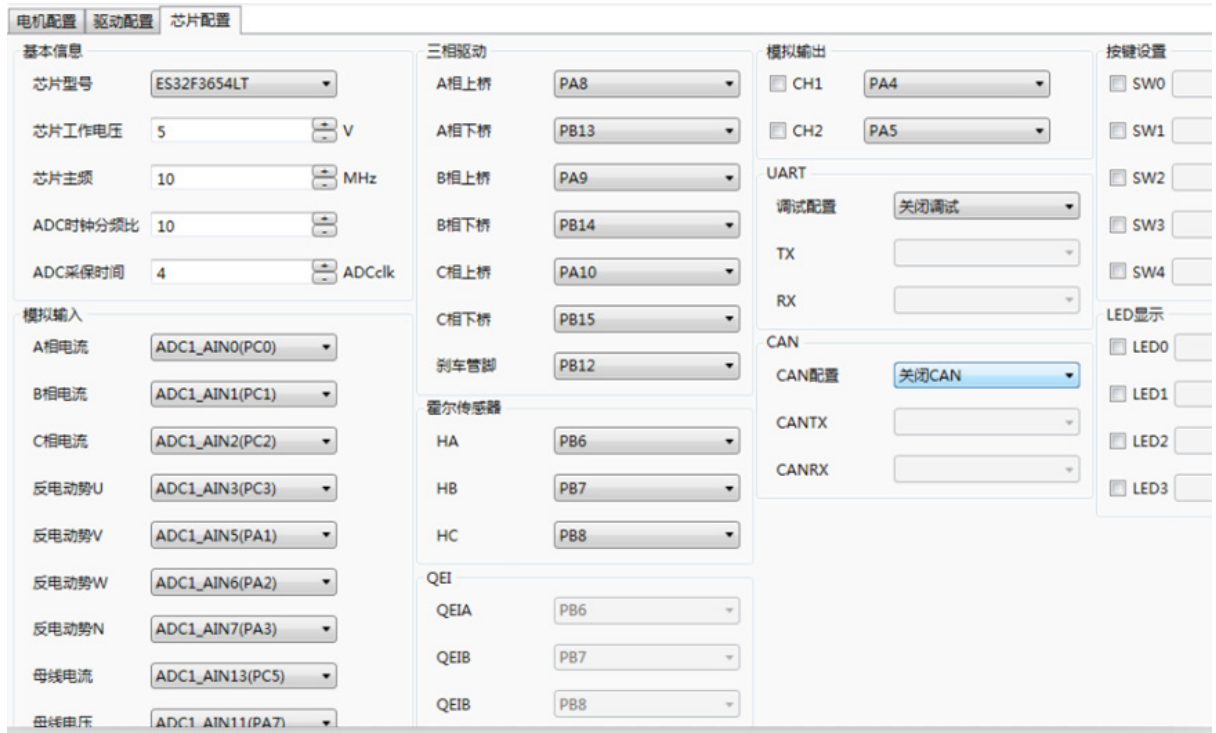 电机配置 驱动配置 芯片配置
基本信息
芯片型号 ES32F3654LT
芯片工作电压 5 V
芯片主频 10 MHz
ADC时钟分频比 10
ADC采保时间 4 ADCclk
模拟输入
A相电流 ADC1_AIN0(PC0)
B相电流 ADC1_AIN1(PC1)
C相电流 ADC1_AIN2(PC2)
反电动势U ADC1_AIN3(PC3)
反电动势V ADC1_AIN5(PA1)
反电动势W ADC1_AIN6(PA2)
反电动势N ADC1_AIN7(PA3)
母线电流 ADC1_AIN13(PC5)
母线电压 ADC1_AIN11(PA7)
三相驱动
A相上桥 PA8
A相下桥 PB13
B相上桥 PA9
B相下桥 PB14
C相上桥 PA10
C相下桥 PB15
刹车管脚 PB12
霍尔传感器
HA PB6
HB PB7
HC PB8
QEI
QEIA PB6
QEIB PB7
QEIB PB8
模拟输出
CH1 PA4
CH2 PA5
UART
调试配置 关闭调试
TX
RX
CAN
CAN配置 关闭CAN
CANTX
CANRX
按键设置
SW0
SW1
SW2
SW3
SW4
LED显示
LED0
LED1
LED2
LED3